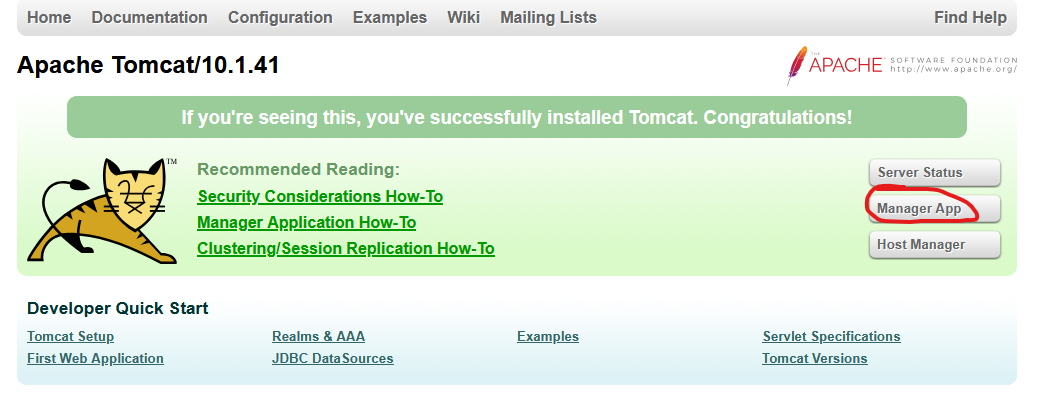 Home Documentation Configuration Examples Wiki Mailing Lists Find Help
Apache Tomcat/10.1.41
THE
APACHE™ SOFTWARE FOUNDATION
http://www.apache.org/
If you're seeing this, you've successfully installed Tomcat. Congratulations!
TM
Recommended Reading:
Security Considerations How-To
Manager Application How-To
Clustering/Session Replication How-To
Server Status
Manager App
Host Manager
Developer Quick Start
Tomcat Setup
First Web Application
Realms & AAA
JDBC DataSources
Examples
Servlet Specifications
Tomcat Versions